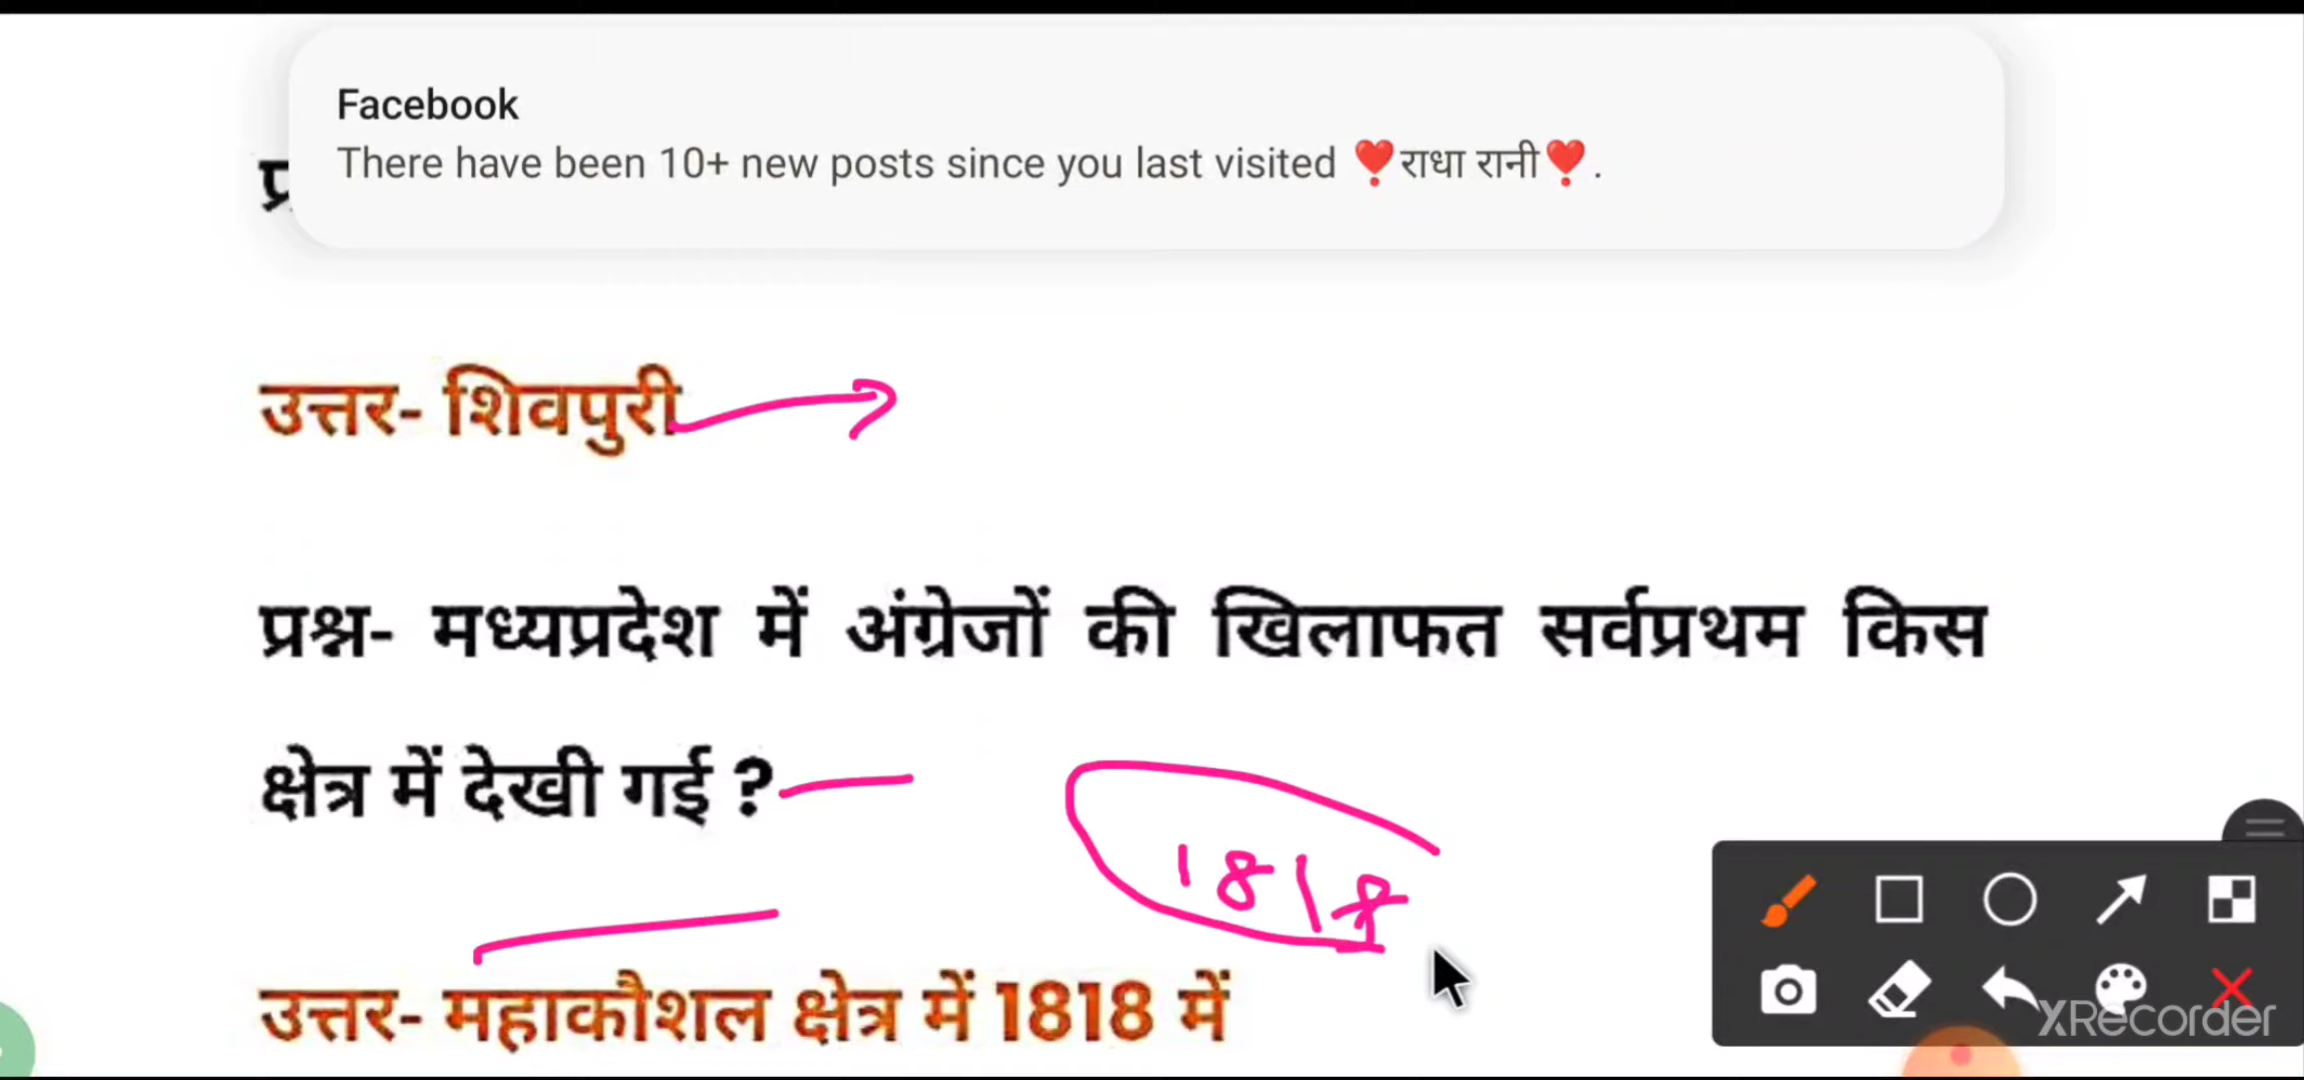 Facebook
There have been 10+ new posts since you last visited ❣️राधा रानी❣️.
उत्तर- शिवपुरी
प्रश्न- मध्यप्रदेश में अंग्रेजों की खिलाफत सर्वप्रथम किस
क्षेत्र में देखी गई ?
1818
उत्तर- महाकौशल क्षेत्र में 1818 में
XRecorder